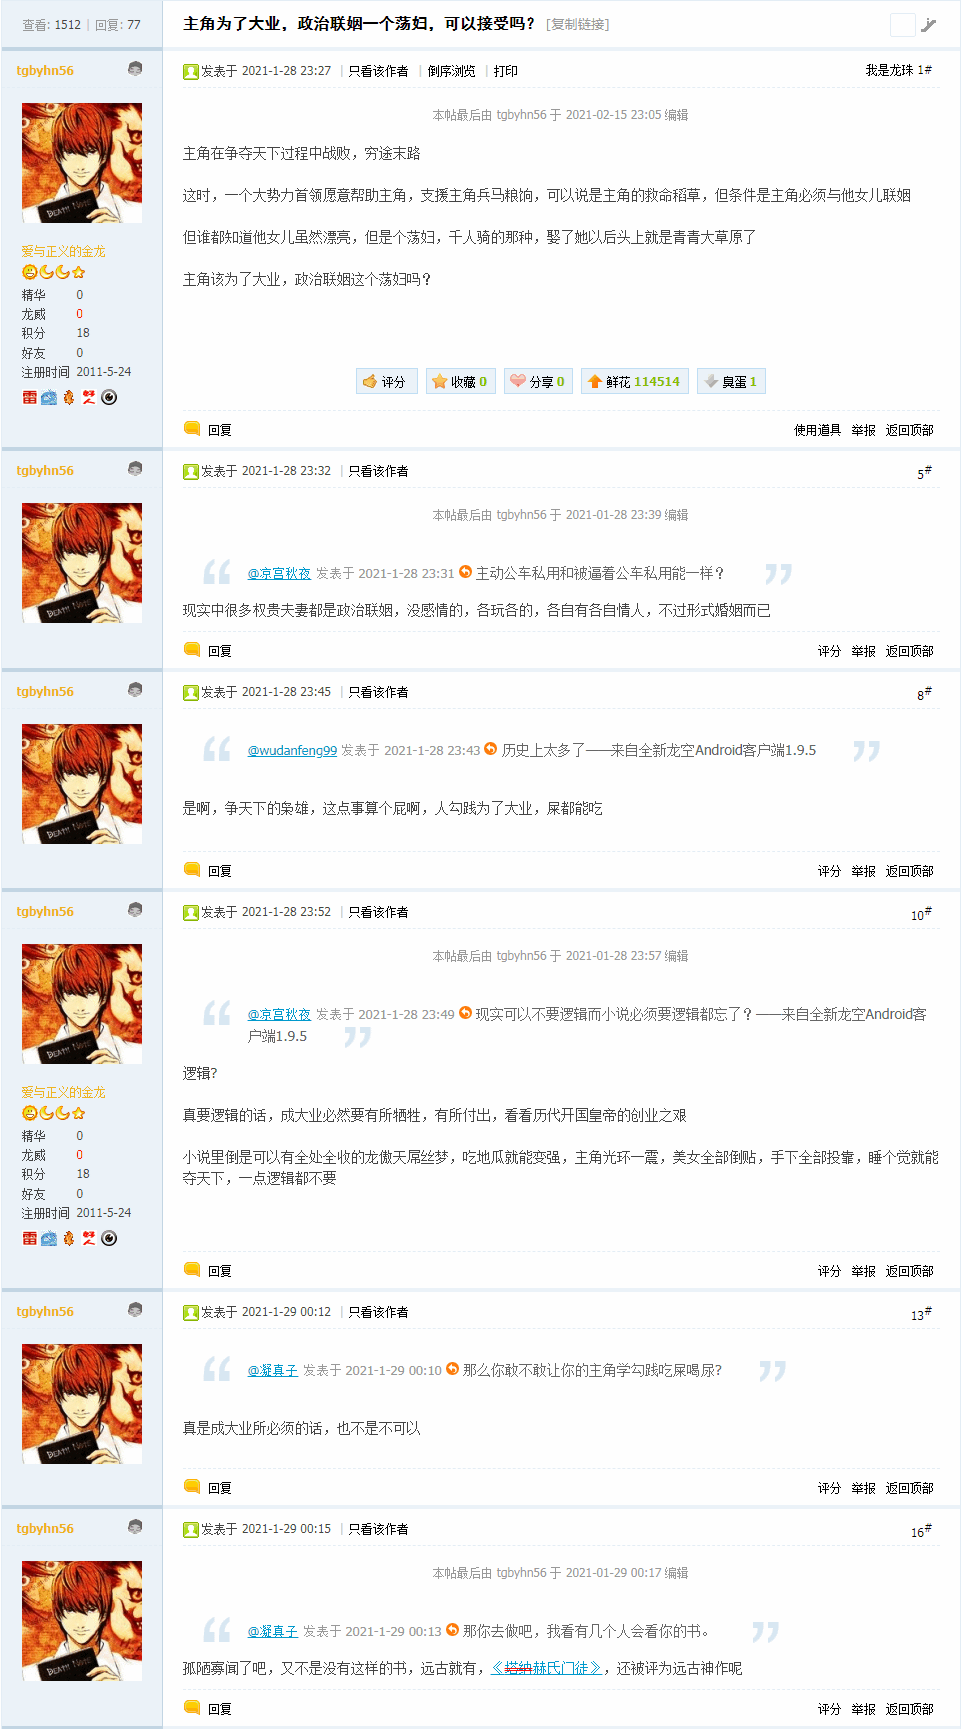 查看: 1512 | 回复: 77
主角为了大业，政治联姻一个荡妇，可以接受吗？ [复制链接]
tgbyhn56
发表于 2021-1-28 23:27 | 只看该作者 | 倒序浏览 | 打印
我是龙珠 1#
本帖最后由 tgbyhn56 于 2021-02-15 23:05 编辑
主角在争夺天下过程中战败，穷途末路
这时，一个大势力首领愿意帮助主角，支援主角兵马粮饷，可以说是主角的救命稻草，但条件是主角必须与他女儿联姻
但谁都知道他女儿虽然漂亮，但是个荡妇，千人骑的那种，娶了她以后头上就是青青大草原了
主角该为了大业，政治联姻这个荡妇吗？
DEATH NOTE
爱与正义的金龙
精华 0
龙威 0
积分 18
好友 0
注册时间 2011-5-24
评分 收藏 0 分享 0 鲜花 114514 臭蛋 1
回复
使用道具 举报 返回顶部
tgbyhn56
发表于 2021-1-28 23:32 | 只看该作者
5#
本帖最后由 tgbyhn56 于 2021-01-28 23:39 编辑
“ @凉宫秋夜 发表于 2021-1-28 23:31 主动公车私用和被逼着公车私用能一样？ ”
现实中很多权贵夫妻都是政治联姻，没感情的，各玩各的，各自有各自情人，不过形式婚姻而已
DEATH NOTE
回复
评分 举报 返回顶部
tgbyhn56
发表于 2021-1-28 23:45 | 只看该作者
8#
“ @wudanfeng99 发表于 2021-1-28 23:43 历史上太多了——来自全新龙空Android客户端1.9.5 ”
是啊，争天下的枭雄，这点事算个屁啊，人勾践为了大业，屎都能吃
DEATH NOTE
回复
评分 举报 返回顶部
tgbyhn56
发表于 2021-1-28 23:52 | 只看该作者
10#
本帖最后由 tgbyhn56 于 2021-01-28 23:57 编辑
“ @凉宫秋夜 发表于 2021-1-28 23:49 现实可以不要逻辑而小说必须要逻辑都忘了？——来自全新龙空Android客
户端1.9.5 ”
逻辑?
真要逻辑的话，成大业必然要有所牺牲，有所付出，看看历代开国皇帝的创业之艰
小说里倒是可以有全处全收的龙傲天屌丝梦，吃地瓜就能变强，主角光环一震，美女全部倒贴，手下全部投靠，睡个觉就能
夺天下，一点逻辑都不要
DEATH NOTE
爱与正义的金龙
精华 0
龙威 0
积分 18
好友 0
注册时间 2011-5-24
回复
评分 举报 返回顶部
tgbyhn56
发表于 2021-1-29 00:12 | 只看该作者
13#
“ @凝真子 发表于 2021-1-29 00:10 那么你敢不敢让你的主角学勾践吃屎喝尿? ”
真是成大业所必须的话，也不是不可以
DEATH NOTE
回复
评分 举报 返回顶部
tgbyhn56
发表于 2021-1-29 00:15 | 只看该作者
16#
本帖最后由 tgbyhn56 于 2021-01-29 00:17 编辑
“ @凝真子 发表于 2021-1-29 00:13 那你去做吧，我看有几个人会看你的书。 ”
孤陋寡闻了吧，又不是没有这样的书，远古就有，《塔纳赫氏门徒》，还被评为远古神作呢
DEATH NOTE
回复
评分 举报 返回顶部